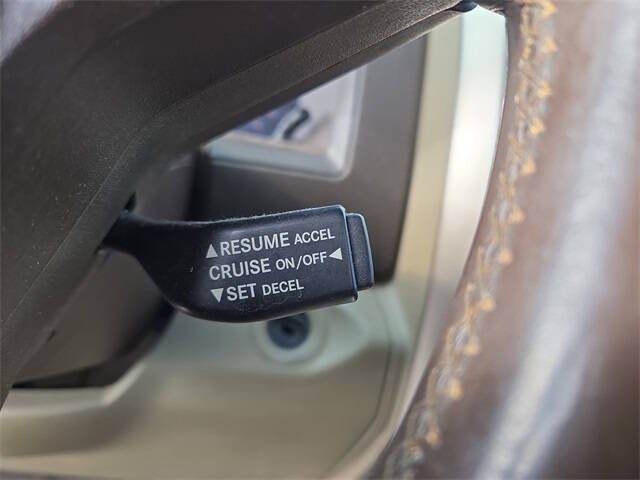 ▲RESUME ACCEL
CRUISE ON/OFF◀
▼SET DECEL